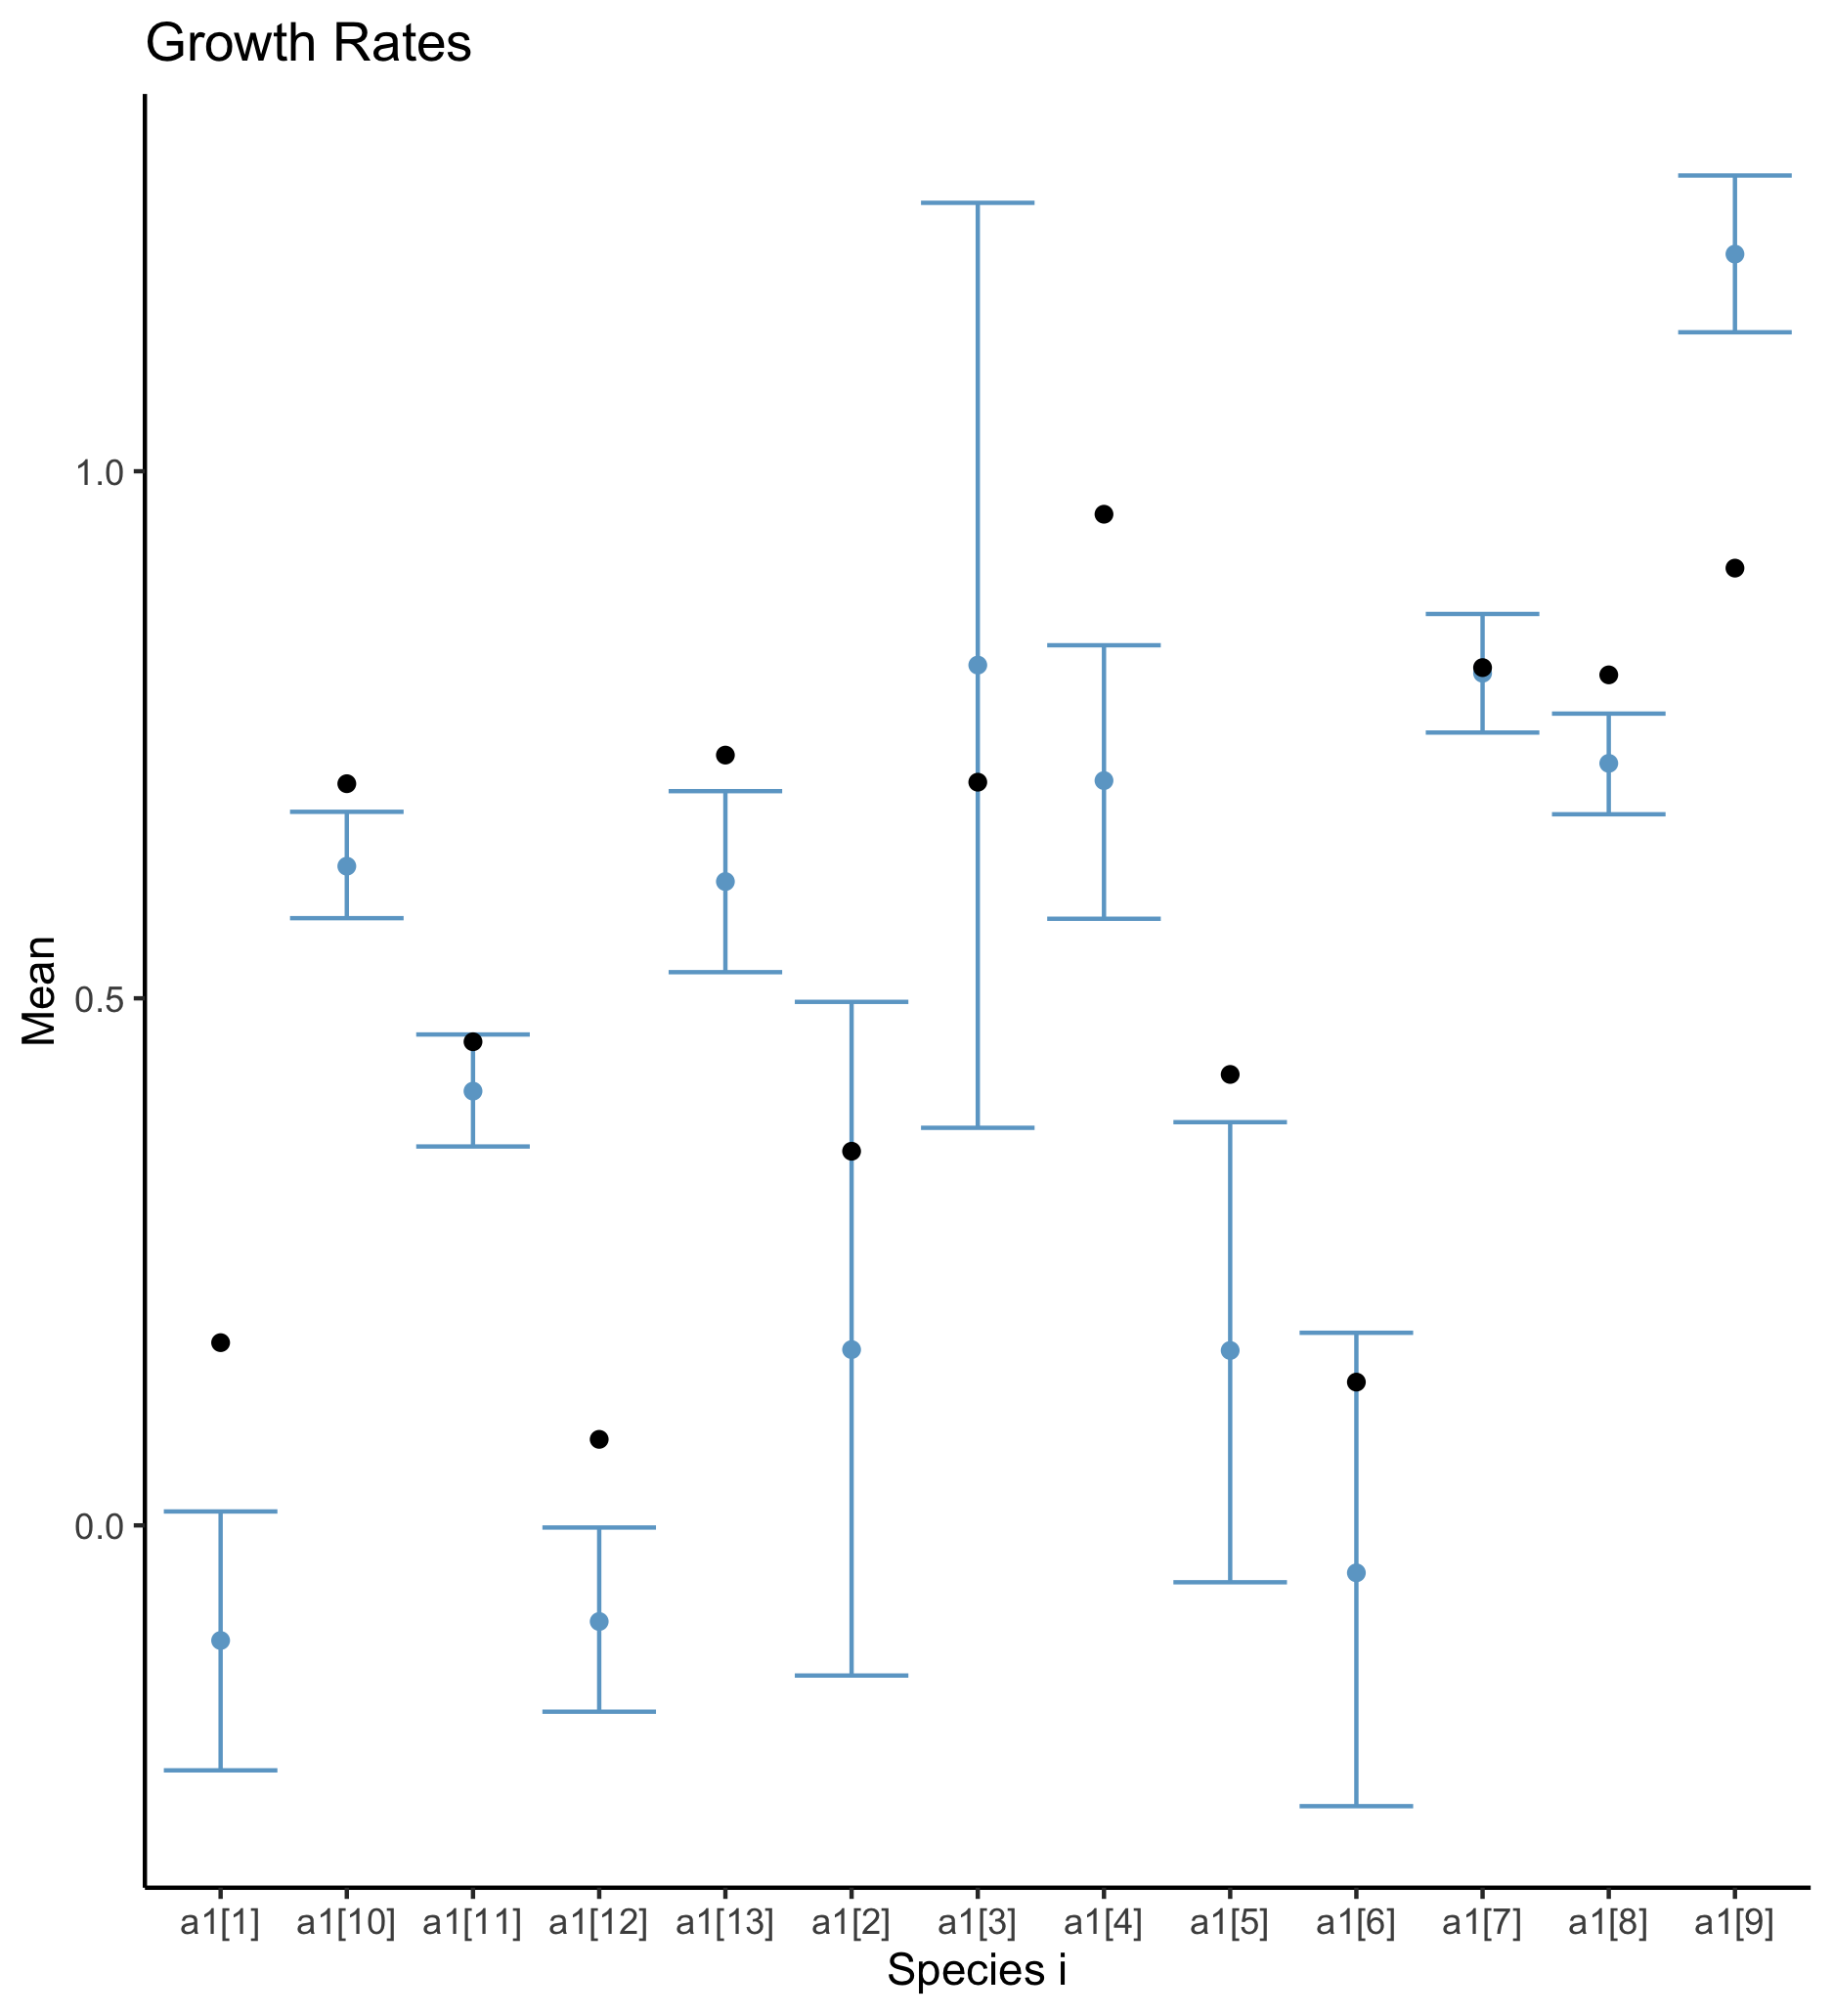 Growth Rates
Mean
1.0
0.5
0.0
a1[1] a1[10] a1[11] a1[12] a1[13] a1[2] a1[3] a1[4] a1[5] a1[6] a1[7] a1[8] a1[9]
Species i